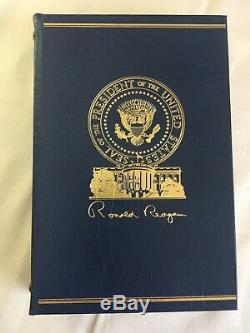 SEAL OF THE PRESIDENT OF THE UNITED STATES
Ronald Reagan